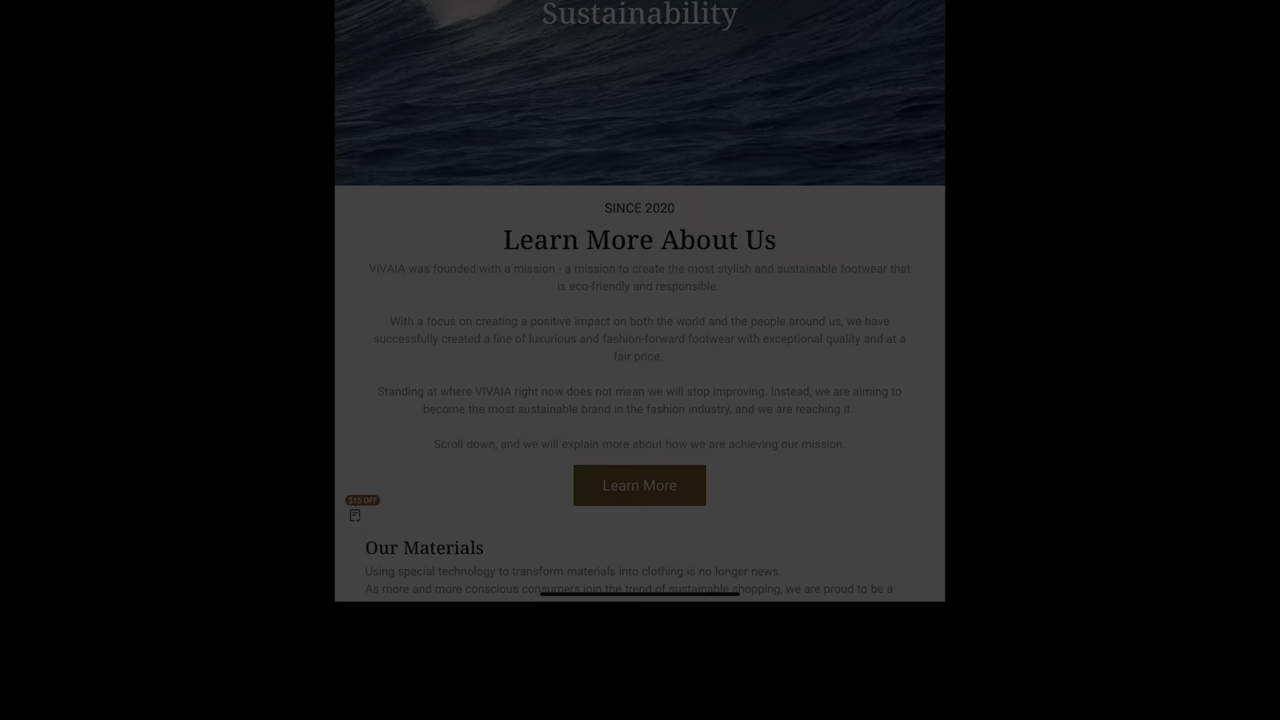 Sustainability
SINCE 2020
Learn More About Us
VIVAIA was founded with a mission - a mission to create the most stylish and sustainable footwear that
is eco-friendly and responsible.
With a focus on creating a positive impact on both the world and the people around us, we have
successfully created a line of luxurious and fashion-forward footwear with exceptional quality and at a
fair price.
Standing at where VIVAIA right now does not mean we will stop improving. Instead, we are aiming to
become the most sustainable brand in the fashion industry, and we are reaching it.
Scroll down, and we will explain more about how we are achieving our mission.
Learn More
$15 OFF
Our Materials
Using special technology to transform materials into clothing is no longer news.
As more and more conscious consumers join the trend of sustainable shopping, we are proud to be a